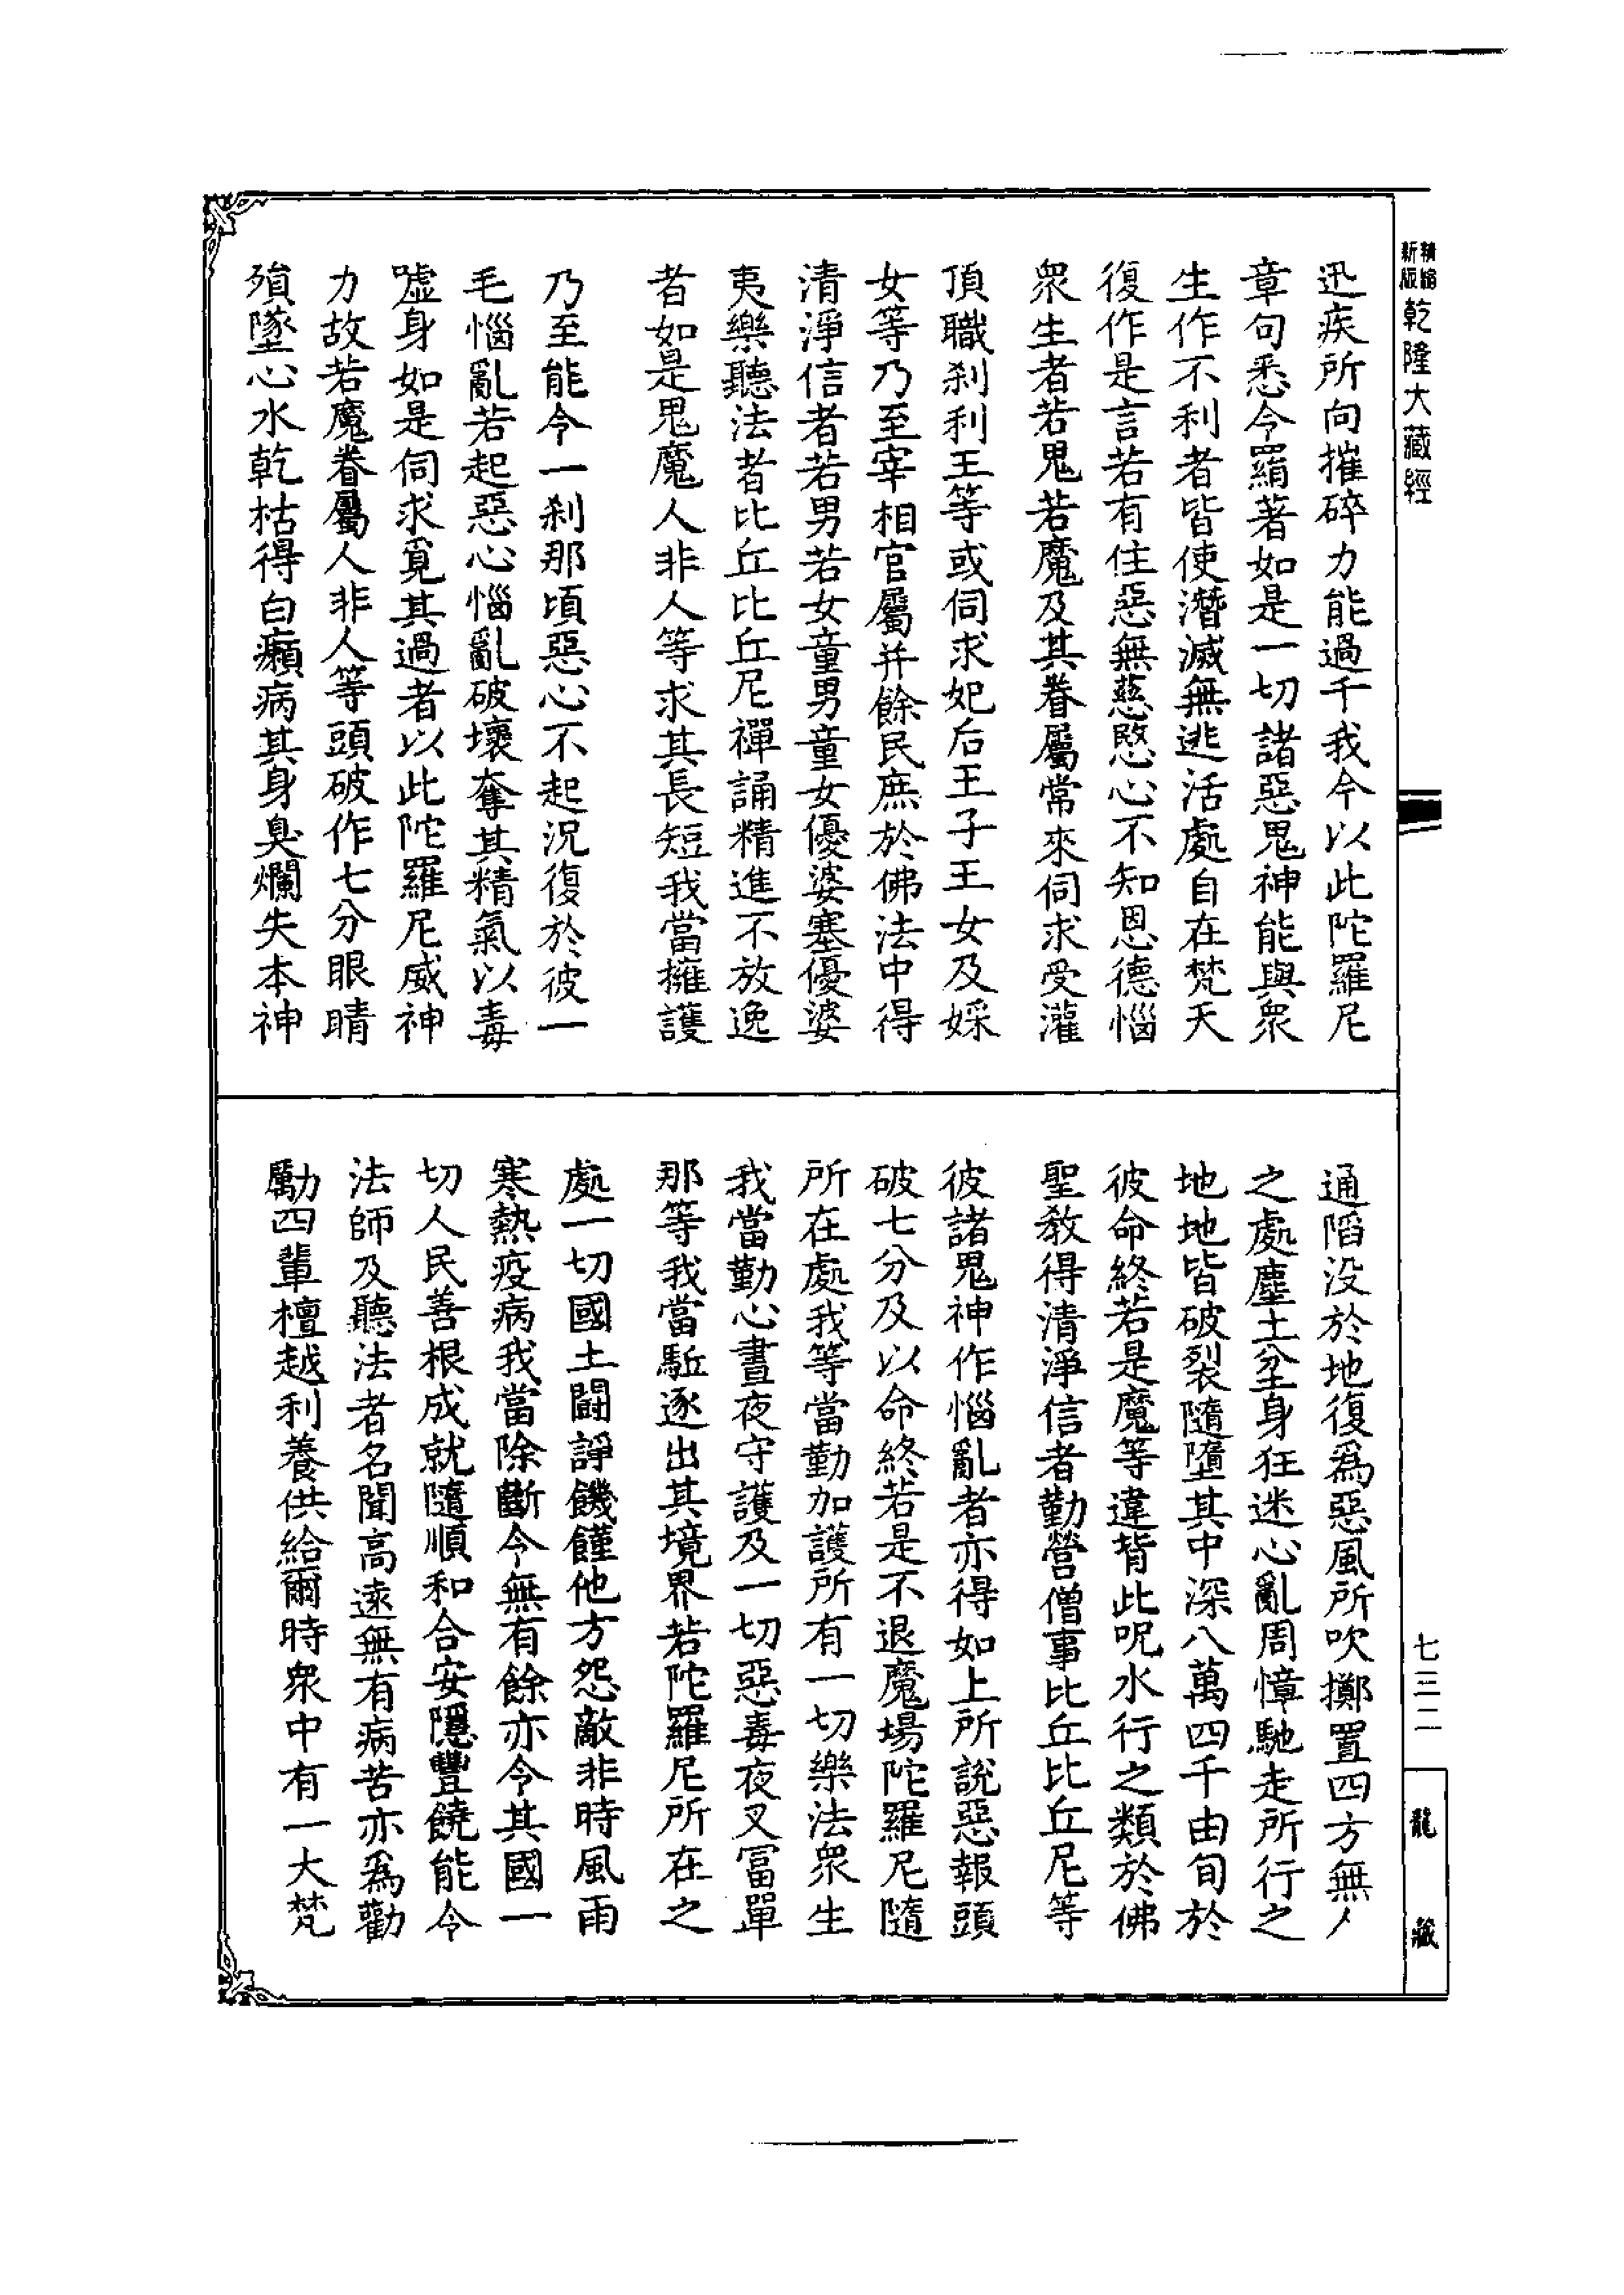 精縮新版乾隆大藏經
迅疾所向摧碎力能過千我今以此陀羅尼
章句悉令羂著如是一切諸惡鬼神能與眾
生作不利者皆使潛滅無逃活處自在梵天
復作是言若有住惡無慈愍心不知恩德惱
眾生者若鬼若魔及其眷屬常來伺求受灌
頂職剎利王等或伺求妃后王子王女及婇
女等乃至宰相官屬并餘民庶於佛法中得
清淨信者若男若女童男童女優婆塞優婆
夷樂聽法者比丘比丘尼禪誦精進不放逸
者如是鬼魔人非人等求其長短我當擁護
乃至能令一剎那頃惡心不起況復於彼一
毛惱亂若起惡心惱亂破壞奪其精氣以毒
噓身如是伺求覓其過者以此陀羅尼威神
力故若魔眷屬人非人等頭破作七分眼睛
殞墜心水乾枯得白癩病其身臭爛失本神
通陷没於地復為惡風所吹擲置四方無人
之處塵土坌身狂迷心亂周慞馳走所行之
地地皆破裂隨墮其中深八萬四千由旬於
彼命終若是魔等違背此呪水行之類於佛
聖教得清淨信者勤營僧事比丘比丘尼等
彼諸鬼神作惱亂者亦得如上所說惡報頭
破七分及以命終若是不退魔場陀羅尼隨
所在處我等當勤加護所有一切樂法眾生
我當勤心晝夜守護及一切惡毒夜叉富單
那等我當駈逐出其境界若陀羅尼所在之
處一切國土鬪諍饑饉他方怨敵非時風雨
寒熱疫病我當除斷令無有餘亦令其國一
切人民善根成就隨順和合安隱豐饒能令
法師及聽法者名聞高遠無有病苦亦為勸
勵四輩檀越利養供給爾時眾中有一大梵
七三二
龍藏